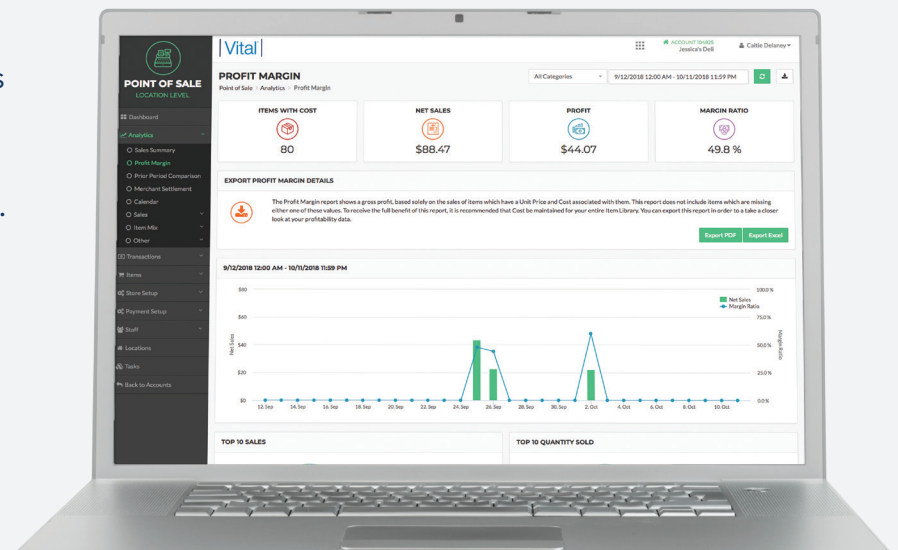 s
.
POINT OF SALE
LOCATION LEVEL
Dashboard
Analytics
Sales Summary
Profit Margin
Prior Period Comparison
Merchant Settlement
Calendar
Sales
Item Mix
Other
Transactions
Items
Store Setup
Payment Setup
Staff
Locations
Tasks
Back to Accounts
|Vital|
Jessica's Deli
Caitie Delaney
PROFIT MARGIN
Point of Sale > Analytics > Profit Margin
All Categories
9/12/2018 12:00 AM - 10/11/2018 11:59 PM
ITEMS WITH COST
80
NET SALES
$88.47
PROFIT
$44.07
MARGIN RATIO
49.8 %
EXPORT PROFIT MARGIN DETAILS
The Profit Margin report shows a gross profit, based solely on the sales of items which have a Unit Price and Cost associated with them. This report does not include items which are missing
either one of these values. To receive the full benefit of this report, it is recommended that Cost be maintained for your entire Item Library. You can export this report in order to a take a closer
look at your profitability data.
Export PDF
Export Excel
9/12/2018 12:00 AM - 10/11/2018 11:59 PM
Net Sales
Margin Ratio
$80
$60
$40
$20
$0
Net Sales
100.0 %
75.0 %
50.0 %
25.0 %
0.0 %
Margin Ratio
12. Sep 14. Sep 16. Sep 18. Sep 20. Sep 22. Sep 24. Sep 26. Sep 28. Sep 30. Sep 2. Oct 4. Oct 6. Oct 8. Oct 10. Oct
TOP 10 SALES
TOP 10 QUANTITY SOLD